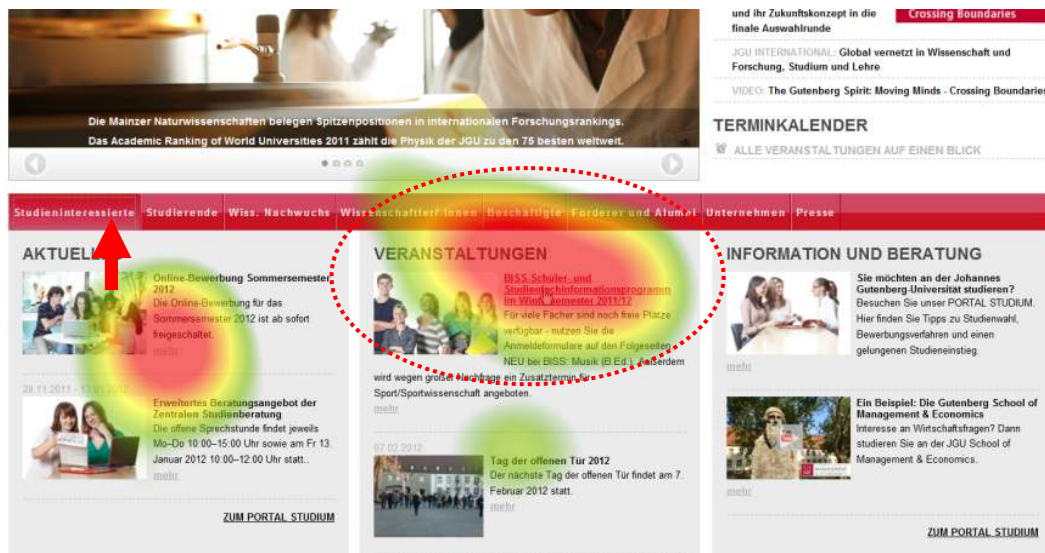 und ihr Zukunftskonzept in die
finale Auswahlrunde
Crossing Boundaries
JGU INTERNATIONAL: Global vernetzt in Wissenschaft und
Forschung, Studium und Lehre
VIDEO: The Gutenberg Spirit: Moving Minds - Crossing Boundaries
TERMINKALENDER
ALLE VERANSTALTUNGEN AUF EINEN BLICK
Die Mainzer Naturwissenschaften belegen Spitzenpositionen in internationalen Forschungsrankings.
Das Academic Ranking of World Universities 2011 zählt die Physik der JGU zu den 75 besten weltweit.
Studieninteressierte Studierende Wiss. Nachwuchs Wissenschaftler/innen Beschäftigte Förderer und Alumni Unternehmen Presse
AKTUELL
Online-Bewerbung Sommersemester
2012
Die Online-Bewerbung für das
Sommersemester 2012 ist ab sofort
freigeschaltet.
mehr
28.11.2011 -
Erweitertes Beratungsangebot der
Zentralen Studienberatung
Die offene Sprechstunde findet jeweils
Mo–Do 10:00–15:00 Uhr sowie am Fr 13.
Januar 2012 10:00–12:00 Uhr statt..
mehr
ZUM PORTAL STUDIUM
VERANSTALTUNGEN
BISS-Schüler- und
Studienfachinformationsprogramm
im Wintersemester 2011/12
Für viele Fächer sind noch freie Plätze
verfügbar - nutzen Sie die
Anmeldeformulare auf den Folgeseiten.
NEU bei BISS: Musik (B.Ed.). Außerdem
wird wegen großer Nachfrage ein Zusatztermin für
Sport/Sportwissenschaft angeboten.
mehr
07.02.2012
Tag der offenen Tür 2012
Der nächste Tag der offenen Tür findet am 7.
Februar 2012 statt.
mehr
INFORMATION UND BERATUNG
Sie möchten an der Johannes
Gutenberg-Universität studieren?
Besuchen Sie unser PORTAL STUDIUM.
Hier finden Sie Tipps zu Studienwahl,
Bewerbungsverfahren und einen
gelungenen Studieneinstieg.
mehr
Ein Beispiel: Die Gutenberg School of
Management & Economics
Interesse an Wirtschaftsfragen? Dann
studieren Sie an der JGU School of
Management & Economics.
mehr
ZUM PORTAL STUDIUM